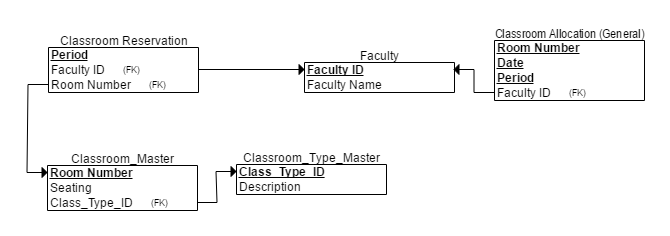 Classroom Reservation
Period
Faculty ID (FK)
Room Number (FK)
Faculty
Faculty ID
Faculty Name
Classroom Allocation (General)
Room Number
Date
Period
Faculty ID (FK)
Classroom_Master
Room Number
Seating
Class_Type_ID (FK)
Classroom_Type_Master
Class_Type_ID
Description